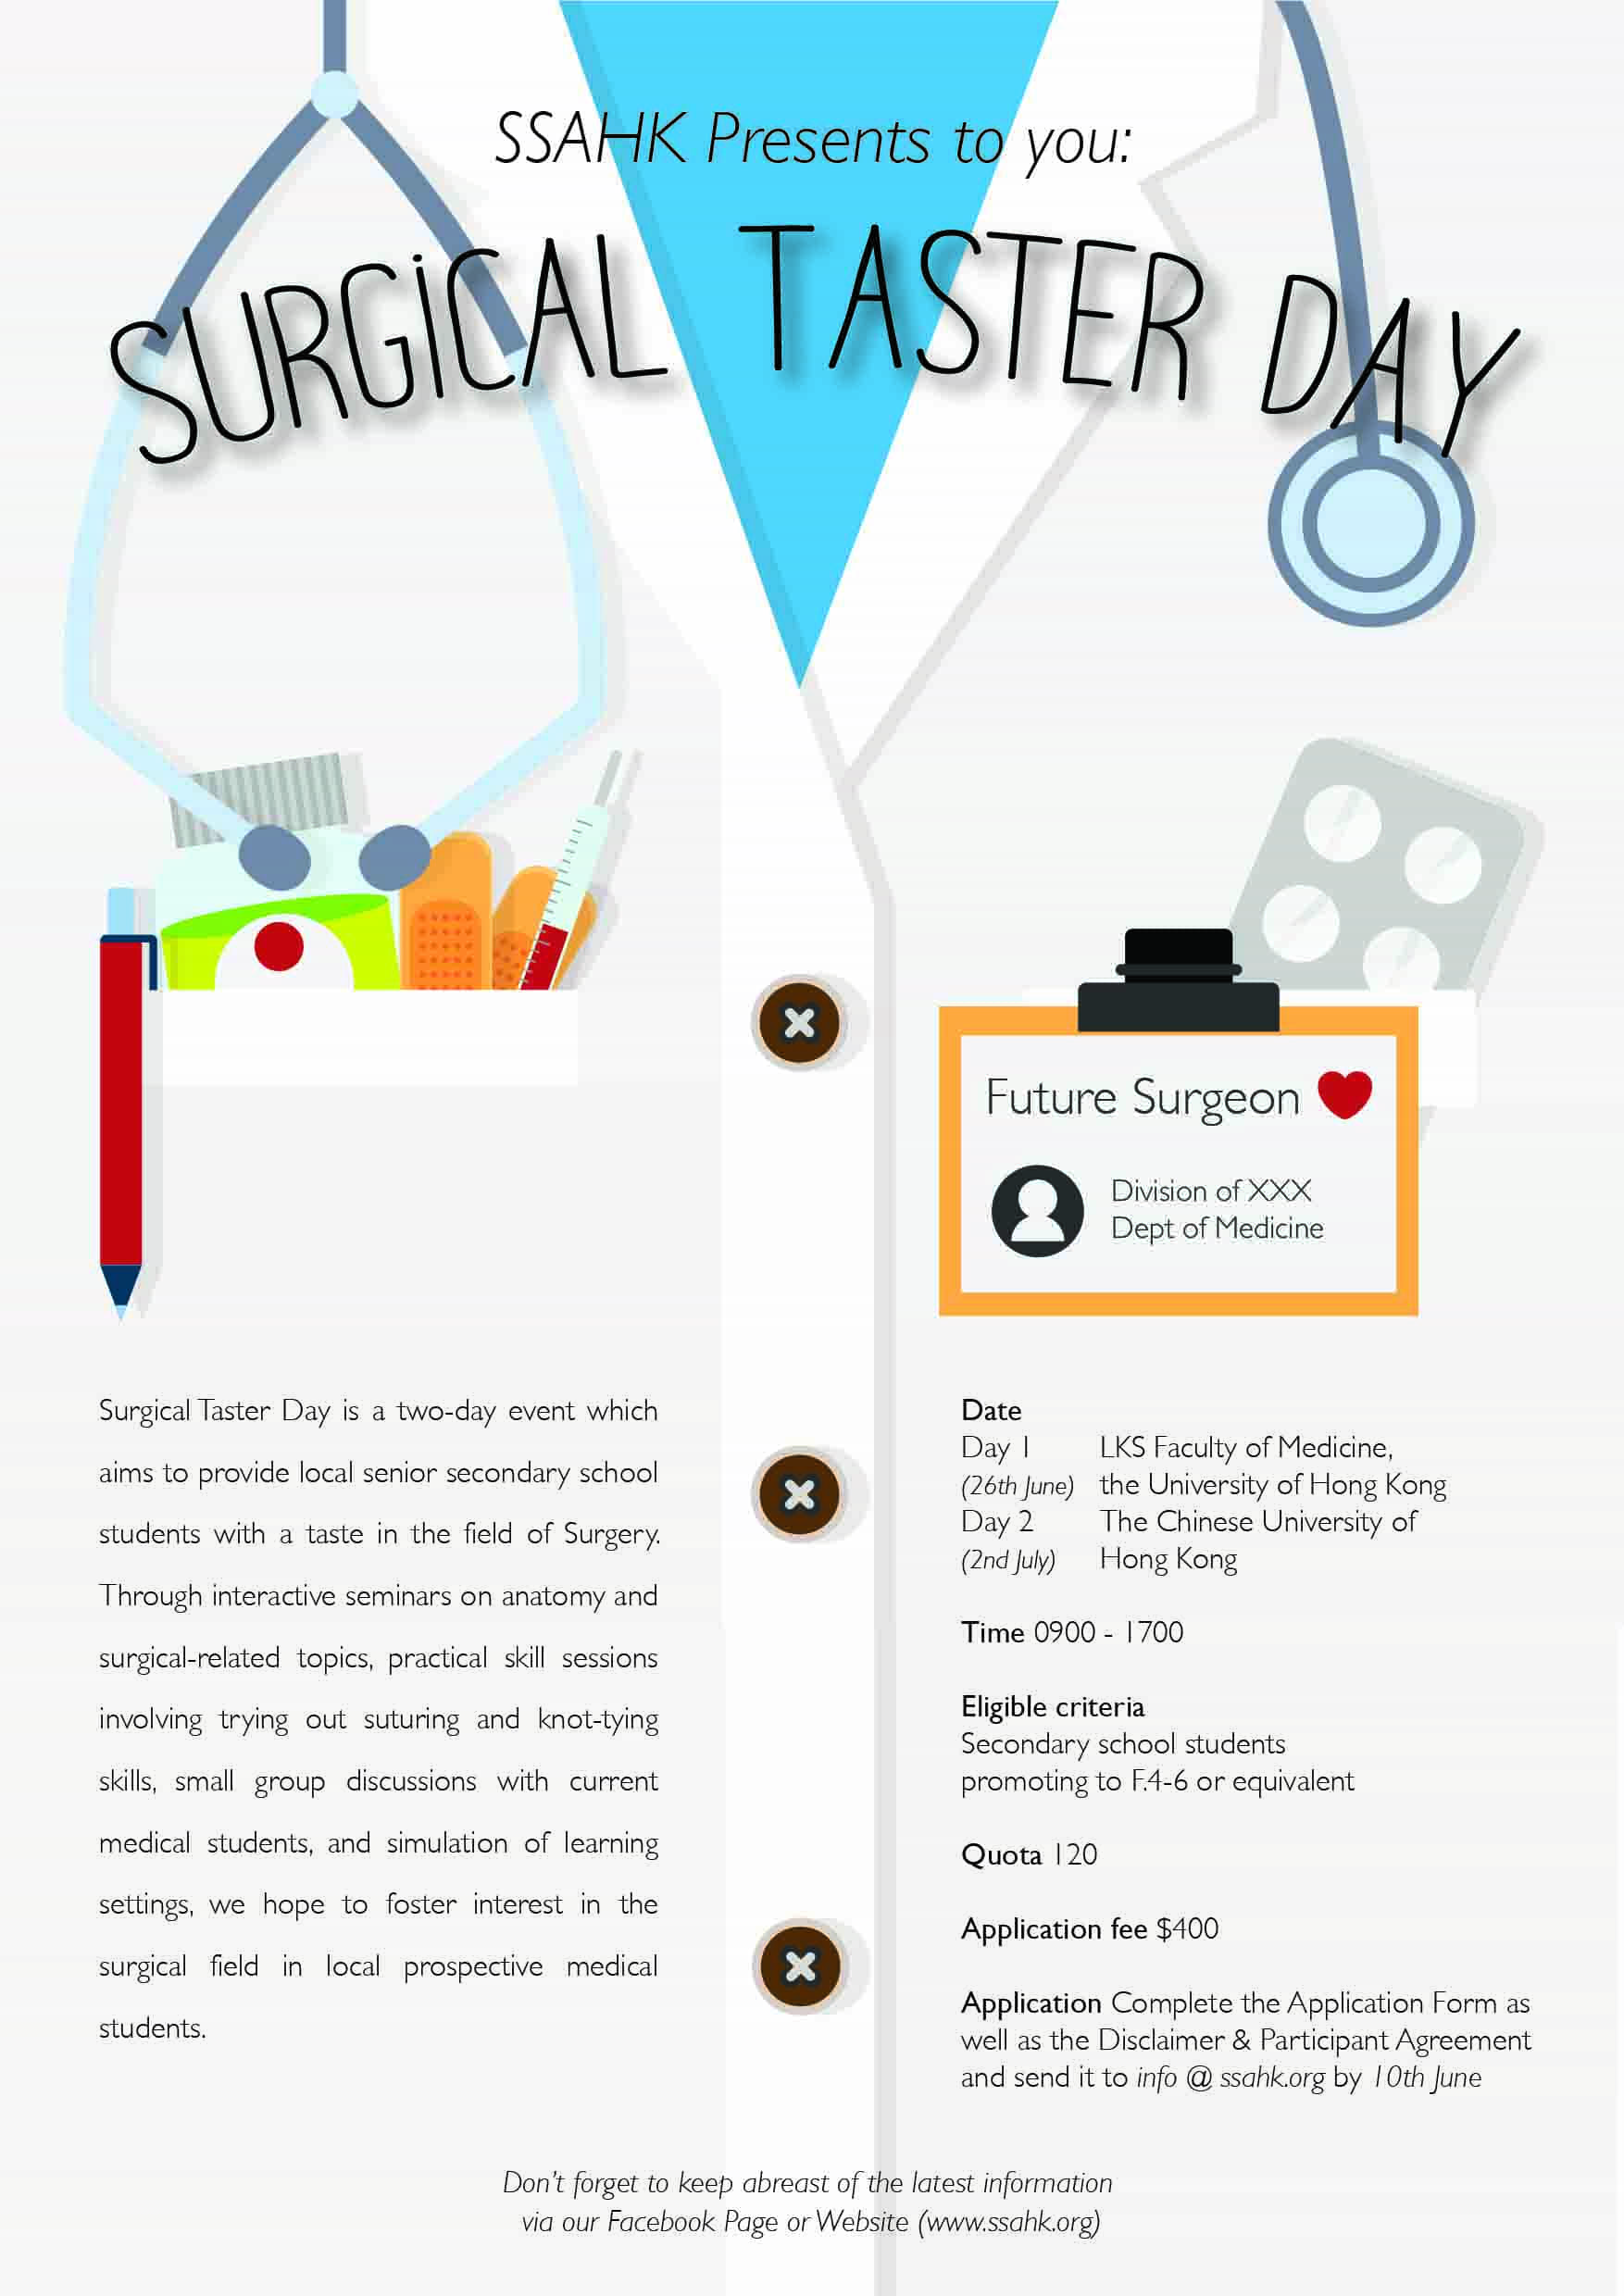 SSAHK Presents to you:
SURGiCAL TASTER DAY
Future Surgeon
Division of XXX
Dept of Medicine
Surgical Taster Day is a two-day event which
aims to provide local senior secondary school
students with a taste in the field of Surgery.
Through interactive seminars on anatomy and
surgical-related topics, practical skill sessions
involving trying out suturing and knot-tying
skills, small group discussions with current
medical students, and simulation of learning
settings, we hope to foster interest in the
surgical field in local prospective medical
students.
Date
Day 1 LKS Faculty of Medicine,
(26th June) the University of Hong Kong
Day 2 The Chinese University of
(2nd July) Hong Kong
Time 0900 - 1700
Eligible criteria
Secondary school students
promoting to F.4-6 or equivalent
Quota 120
Application fee $400
Application Complete the Application Form as
well as the Disclaimer & Participant Agreement
and send it to info @ ssahk.org by 10th June
Don't forget to keep abreast of the latest information
via our Facebook Page or Website (www.ssahk.org)